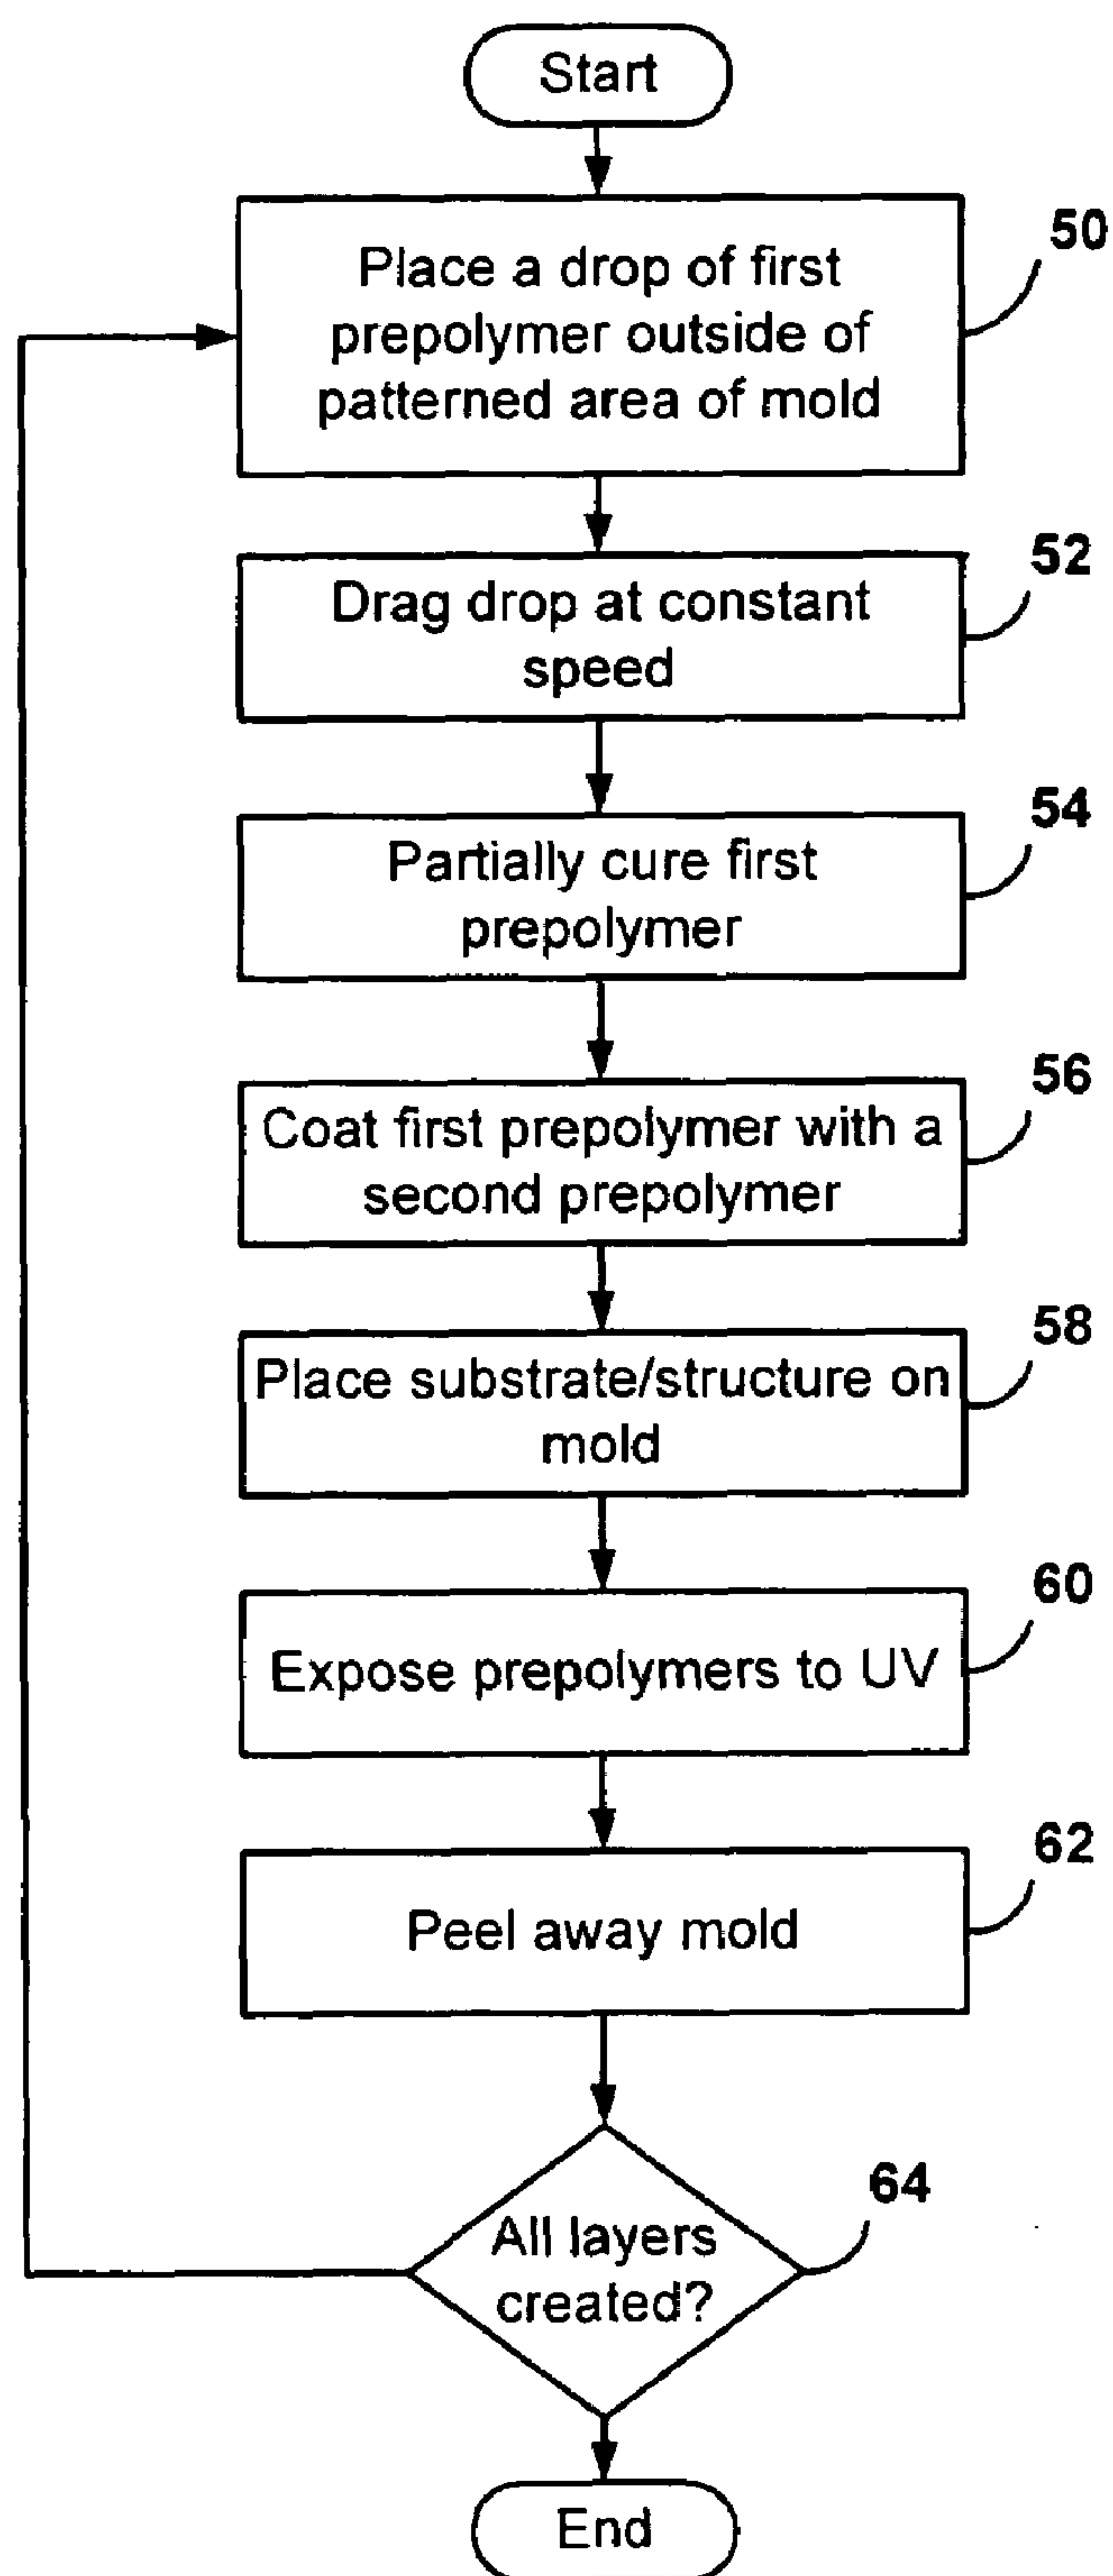 Start
Place a drop of first
prepolymer outside of
patterned area of mold
50
Drag drop at constant
speed
52
Partially cure first
prepolymer
54
Coat first prepolymer with a
second prepolymer
56
Place substrate/structure on
mold
58
Expose prepolymers to UV
60
Peel away mold
62
All layers
created?
64
End